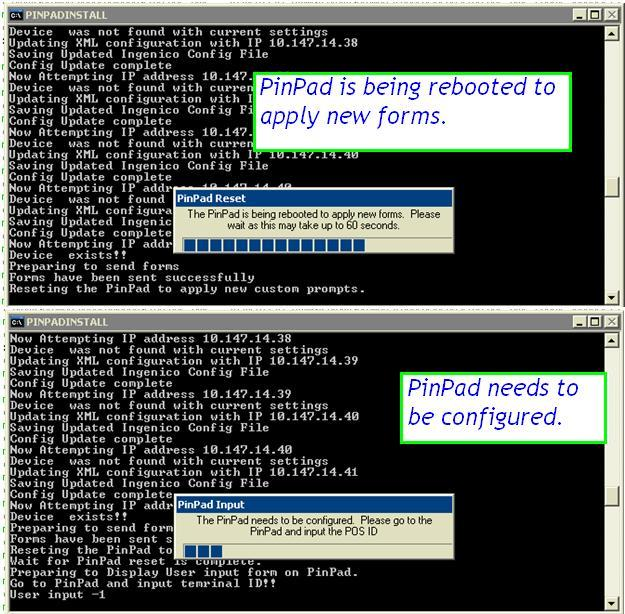 PINPADINSTALL
Device  was not found with current settings
Updating XML configuration with IP 10.147.14.38
Saving Updated Ingenico Config File
Config Update complete
Now Attempting IP address 10.147.14
Device  was not found with curren
Updating XML configuration with I
Saving Updated Ingenico Config Fi
Config Update complete
Now Attempting IP address 10.147.
Device  was not found with curren
Updating XML configuration with IP 10.147.14.40
Saving Updated Ingenico Config File
Config Update complete
Now Attempting IP address 10.147.14.40
Device  was not found
Updating XML configura
Saving Updated Ingenic
Config Update complete
Now Attempting IP addr
Device  exists!!
Preparing to send forms
Forms have been sent successfully
Resetting the PinPad to apply new custom prompts.
PinPad is being rebooted to
apply new forms.
PinPad Reset
The PinPad is being rebooted to apply new forms.  Please
wait as this may take up to 60 seconds.
PINPADINSTALL
Now Attempting IP address 10.147.14.38
Device  was not found with current settings
Updating XML configuration with IP 10.147.14.39
Saving Updated Ingenico Config File
Config Update complete
Now Attempting IP address 10.147.14.39
Device  was not found with current settings
Updating XML configuration with IP 10.147.14.40
Saving Updated Ingenico Config File
Config Update complete
Now Attempting IP address 10.147.14.40
Device  was not found with current settings
Updating XML configuration with IP 10.147.14.41
Saving Updated Ingenico Config File
Config Update complete
Now Attempting IP addr
Device  exists!!
Preparing to send form
Forms have been sent s
Reseting the PinPad to
Wait for PinPad reset is complete.
Preparing to Display User input form on PinPad.
Go to PinPad and input temrinal ID!!
User input -1
PinPad needs to
be configured.
PinPad Input
The PinPad needs to be configured.  Please go to the
PinPad and input the POS ID